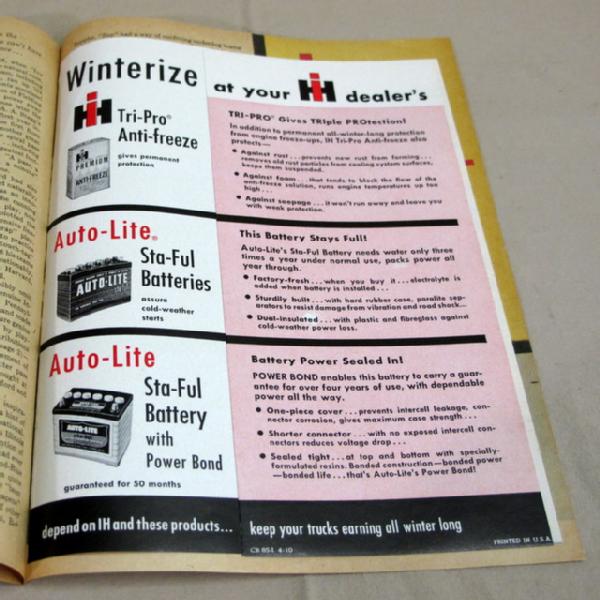 Winterize at your IH dealer's
IH
Tri-Pro®
Anti-freeze
gives permanent
protection
PREMIUM
ANTI-FREEZE
TRI-PRO® Gives TRIple PROtection!
In addition to permanent all-winter-long protection
from engine freeze-ups, IH Tri-Pro Anti-freeze also
protects—
• Against rust...prevents new rust from forming...
removes old rust particles from cooling system surfaces,
keeps them suspended.
• Against foam...that tends to block the flow of the
anti-freeze solution, runs engine temperatures up too
high...
• Against seepage...it won't run away and leave you
with weak protection.
Auto-Lite®
Sta-Ful
Batteries
assure
cold-weather
starts
AUTO-LITE
This Battery Stays Full!
Auto-Lite's Sta-Ful Battery needs water only three
times a year under normal use, packs power all
year through.
• Factory-fresh...when you buy it...electrolyte is
added when battery is installed...
• Sturdily built...with hard rubber case, paralite sep-
arators to resist damage from vibration and road shock...
• Duel-insulated...with plastic and fibreglass against
cold-weather power loss.
Auto-Lite
Sta-Ful
Battery
with
Power Bond
AUTO-LITE
guaranteed for 50 months
Battery Power Sealed In!
POWER BOND enables this battery to carry a guar-
antee for over four years of use, with dependable
power all the way.
• One-piece cover...prevents intercell leakage, con-
nector corrosion, gives maximum case strength...
• Shorter connector...with no exposed intercell con-
nectors reduces voltage drop...
• Sealed tight...at top and bottom with specially-
formulated resins. Bonded construction—bonded power
—bonded life...that's Auto-Lite's Power Bond!
depend on IH and these products... keep your trucks earning all winter long
CB 851 4-10
PRINTED IN U.S.A.